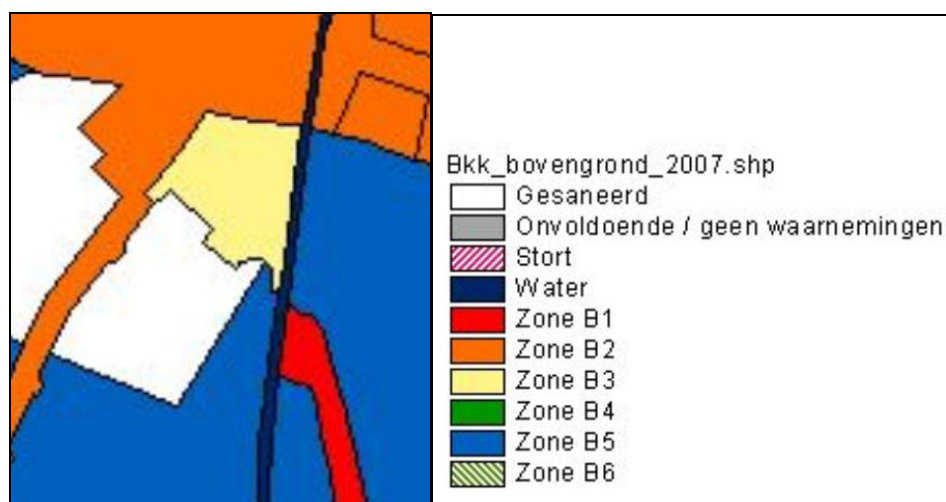 Bkk_bovengrond_2007.shp
Gesaneerd
Onvoldoende / geen waarnemingen
Stort
Water
Zone B1
Zone B2
Zone B3
Zone B4
Zone B5
Zone B6